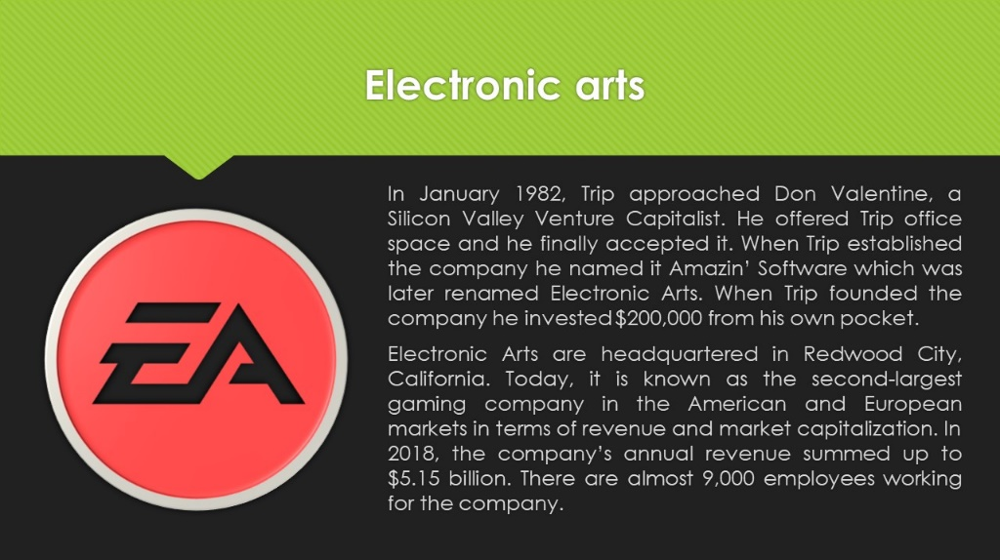 Electronic arts
In January 1982, Trip approached Don Valentine, a
Silicon Valley Venture Capitalist. He offered Trip office
space and he finally accepted it. When Trip established
the company he named it Amazin’ Software which was
later renamed Electronic Arts. When Trip founded the
company he invested $200,000 from his own pocket.
Electronic Arts are headquartered in Redwood City,
California. Today, it is known as the second-largest
gaming company in the American and European
markets in terms of revenue and market capitalization. In
2018, the company’s annual revenue summed up to
$5.15 billion. There are almost 9,000 employees working
for the company.
EA